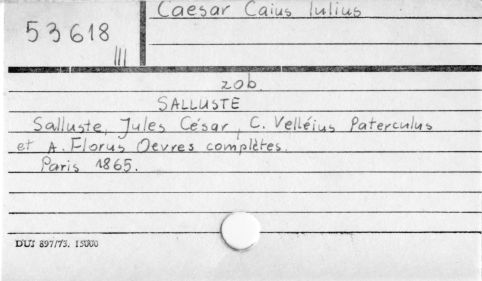 Caesar Caius Iulius
53618
III
zob.
SALLUSTE
Salluste, Jules César, C. Velléius Paterculus
et A. Florus Oevres complètes.
Paris 1865.
DUJ 897/73. 15000